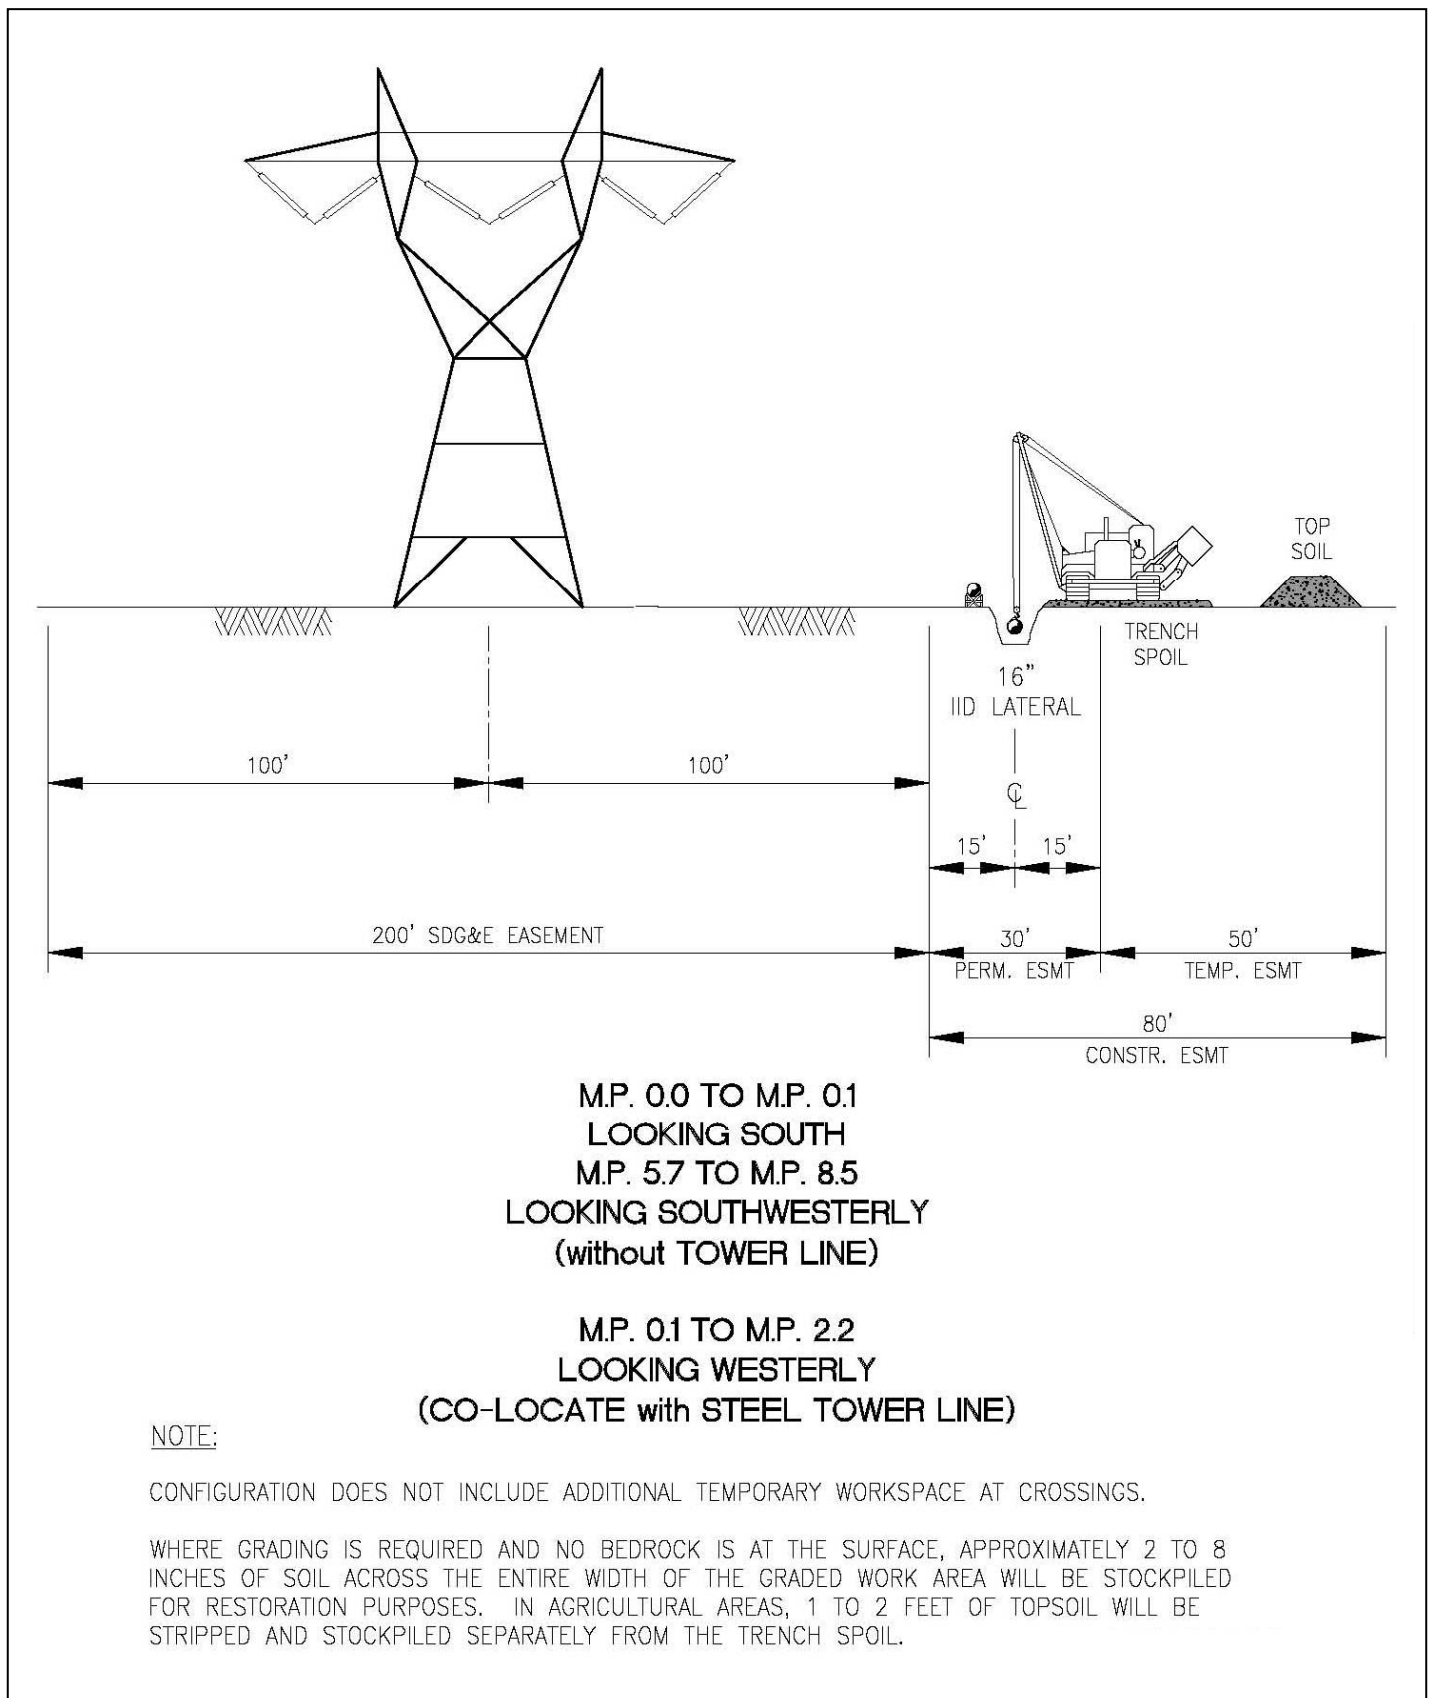 TOP
SOIL
TRENCH
SPOIL
16"
IID LATERAL
100'
100'
℄
15'
15'
200' SDG&E EASEMENT
30'
PERM. ESMT
50'
TEMP. ESMT
80'
CONSTR. ESMT
M.P. 0.0 TO M.P. 0.1
LOOKING SOUTH
M.P. 5.7 TO M.P. 8.5
LOOKING SOUTHWESTERLY
(without TOWER LINE)
M.P. 0.1 TO M.P. 2.2
LOOKING WESTERLY
(CO-LOCATE with STEEL TOWER LINE)
NOTE:
CONFIGURATION DOES NOT INCLUDE ADDITIONAL TEMPORARY WORKSPACE AT CROSSINGS.
WHERE GRADING IS REQUIRED AND NO BEDROCK IS AT THE SURFACE, APPROXIMATELY 2 TO 8
INCHES OF SOIL ACROSS THE ENTIRE WIDTH OF THE GRADED WORK AREA WILL BE STOCKPILED
FOR RESTORATION PURPOSES. IN AGRICULTURAL AREAS, 1 TO 2 FEET OF TOPSOIL WILL BE
STRIPPED AND STOCKPILED SEPARATELY FROM THE TRENCH SPOIL.